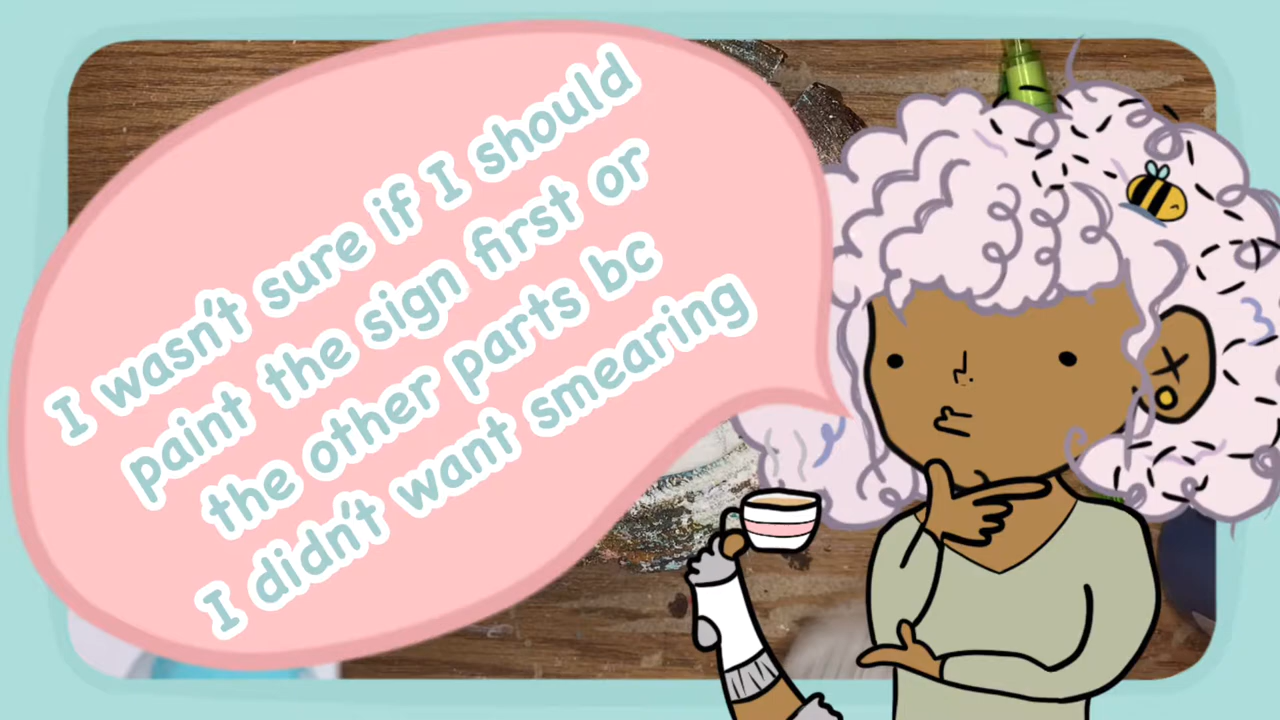 I wasn't sure if I should
paint the sign first or
the other parts bc
I didn't want smearing